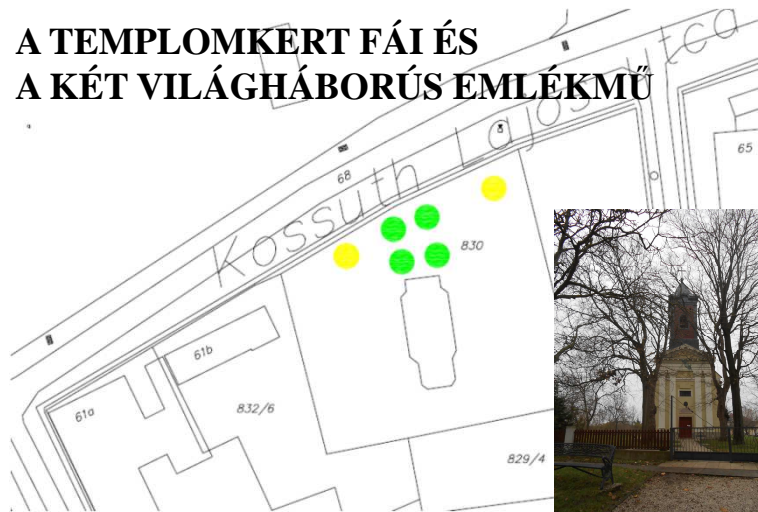 A TEMPLOMKERT FÁI ÉS
A KÉT VILÁGHÁBORÚS EMLÉKMŰ
Kossuth Lajos utca
68
65
830
61b
61a
832/6
829/4